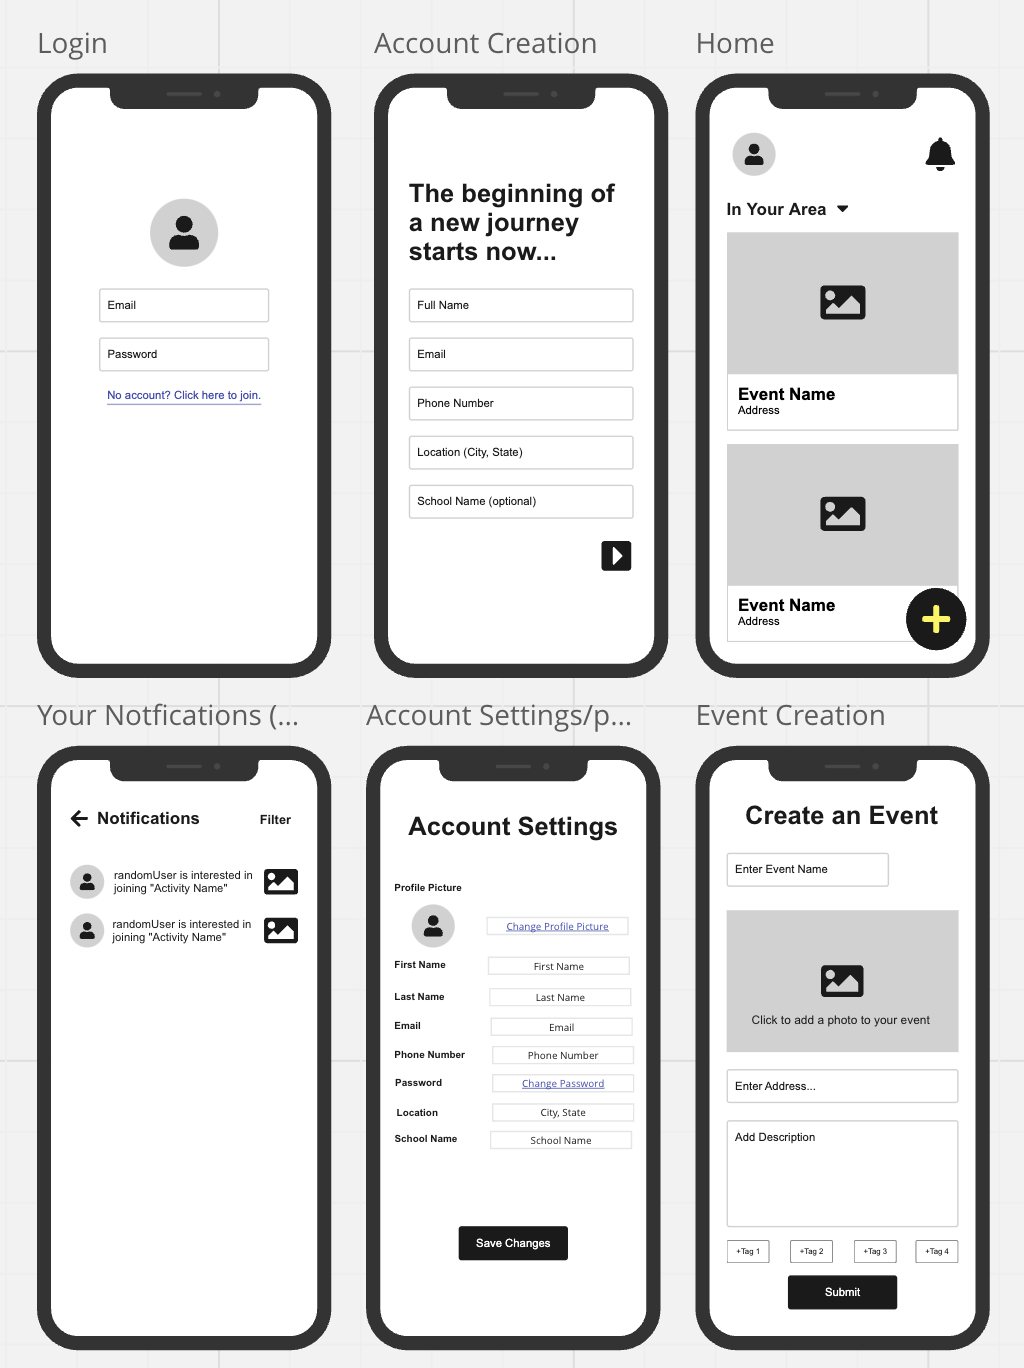 Login
Email
Password
No account? Click here to join.
Account Creation
The beginning of
a new journey
starts now...
Full Name
Email
Phone Number
Location (City, State)
School Name (optional)
Home
In Your Area
Event Name
Address
Event Name
Address
Your Notfications (...
Notifications
Filter
randomUser is interested in
joining "Activity Name"
randomUser is interested in
joining "Activity Name"
Account Settings/p...
Account Settings
Profile Picture
Change Profile Picture
First Name
First Name
Last Name
Last Name
Email
Email
Phone Number
Phone Number
Password
Change Password
Location
City, State
School Name
School Name
Save Changes
Event Creation
Create an Event
Enter Event Name
Click to add a photo to your event
Enter Address...
Add Description
+Tag 1
+Tag 2
+Tag 3
+Tag 4
Submit